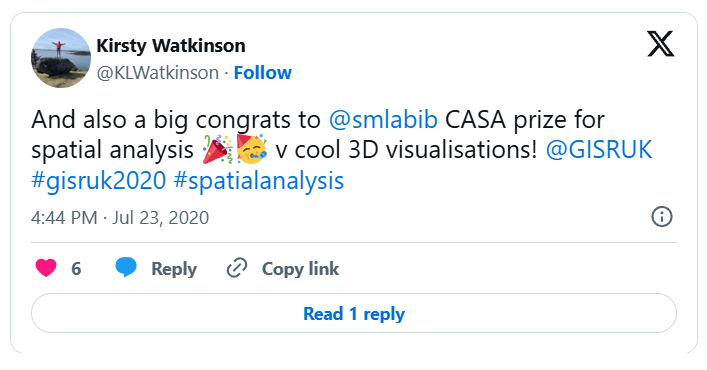 Kirsty Watkinson
@KLWatkinson · Follow
And also a big congrats to @smlabib CASA prize for
spatial analysis 🎉🥳 v cool 3D visualisations! @GISRUK
#gisruk2020 #spatialanalysis
4:44 PM · Jul 23, 2020
6 Reply Copy link
Read 1 reply